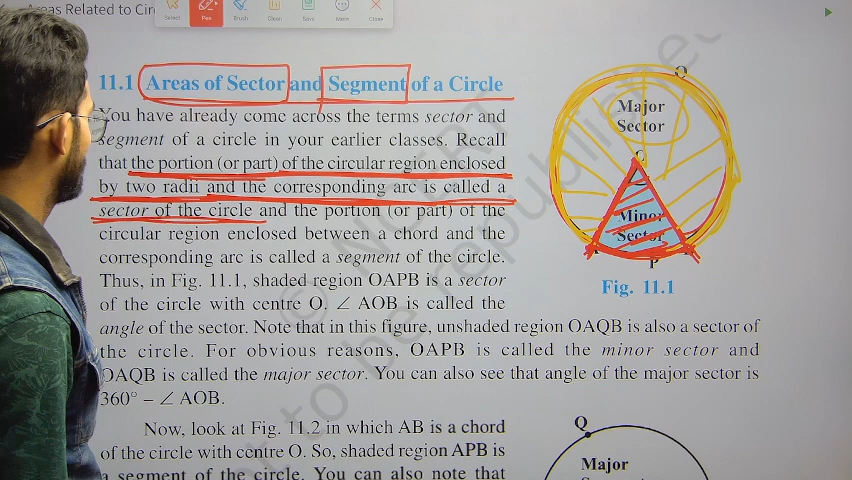 Areas Related to Cir
Select Pen Brush Clean Save More Close
11.1 Areas of Sector and Segment of a Circle
You have already come across the terms sector and
segment of a circle in your earlier classes. Recall
that the portion (or part) of the circular region enclosed
by two radii and the corresponding arc is called a
sector of the circle and the portion (or part) of the
circular region enclosed between a chord and the
corresponding arc is called a segment of the circle.
Thus, in Fig. 11.1, shaded region OAPB is a sector
of the circle with centre O. ∠ AOB is called the
angle of the sector. Note that in this figure, unshaded region OAQB is also a sector of
the circle. For obvious reasons, OAPB is called the minor sector and
OAQB is called the major sector. You can also see that angle of the major sector is
360° – ∠ AOB.
Now, look at Fig. 11.2 in which AB is a chord
of the circle with centre O. So, shaded region APB is
a segment of the circle. You can also note that
Q
Major
Sector
O
Minor
Sector
P
Fig. 11.1
Q
Major
© NCERT
not to be republished